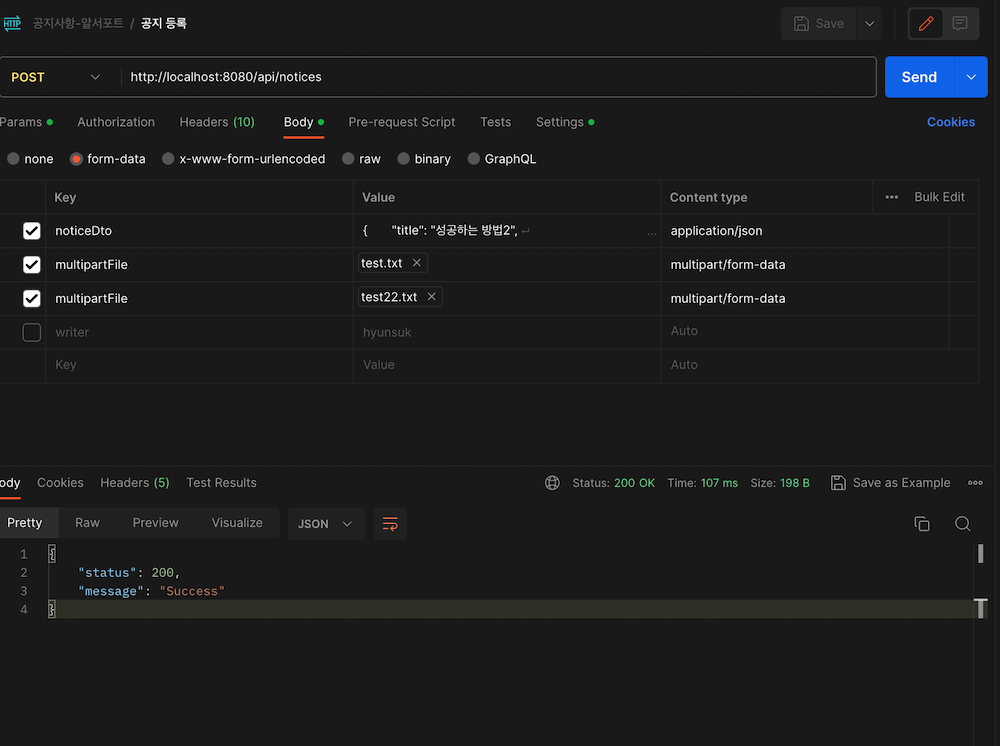 HTTP 공지사항-알서포트 / 공지 등록 Save
POST http://localhost:8080/api/notices Send
Params Authorization Headers (10) Body Pre-request Script Tests Settings Cookies
none form-data x-www-form-urlencoded raw binary GraphQL
Key Value Content type ••• Bulk Edit
noticeDto { "title": "성공하는 방법2", ↵ ... application/json
multipartFile test.txt × multipart/form-data
multipartFile test22.txt × multipart/form-data
writer hyunsuk Auto
Key Value Auto
ody Cookies Headers (5) Test Results Status: 200 OK Time: 107 ms Size: 198 B Save as Example •••
Pretty Raw Preview Visualize JSON
1 {
2 "status": 200,
3 "message": "Success"
4 }